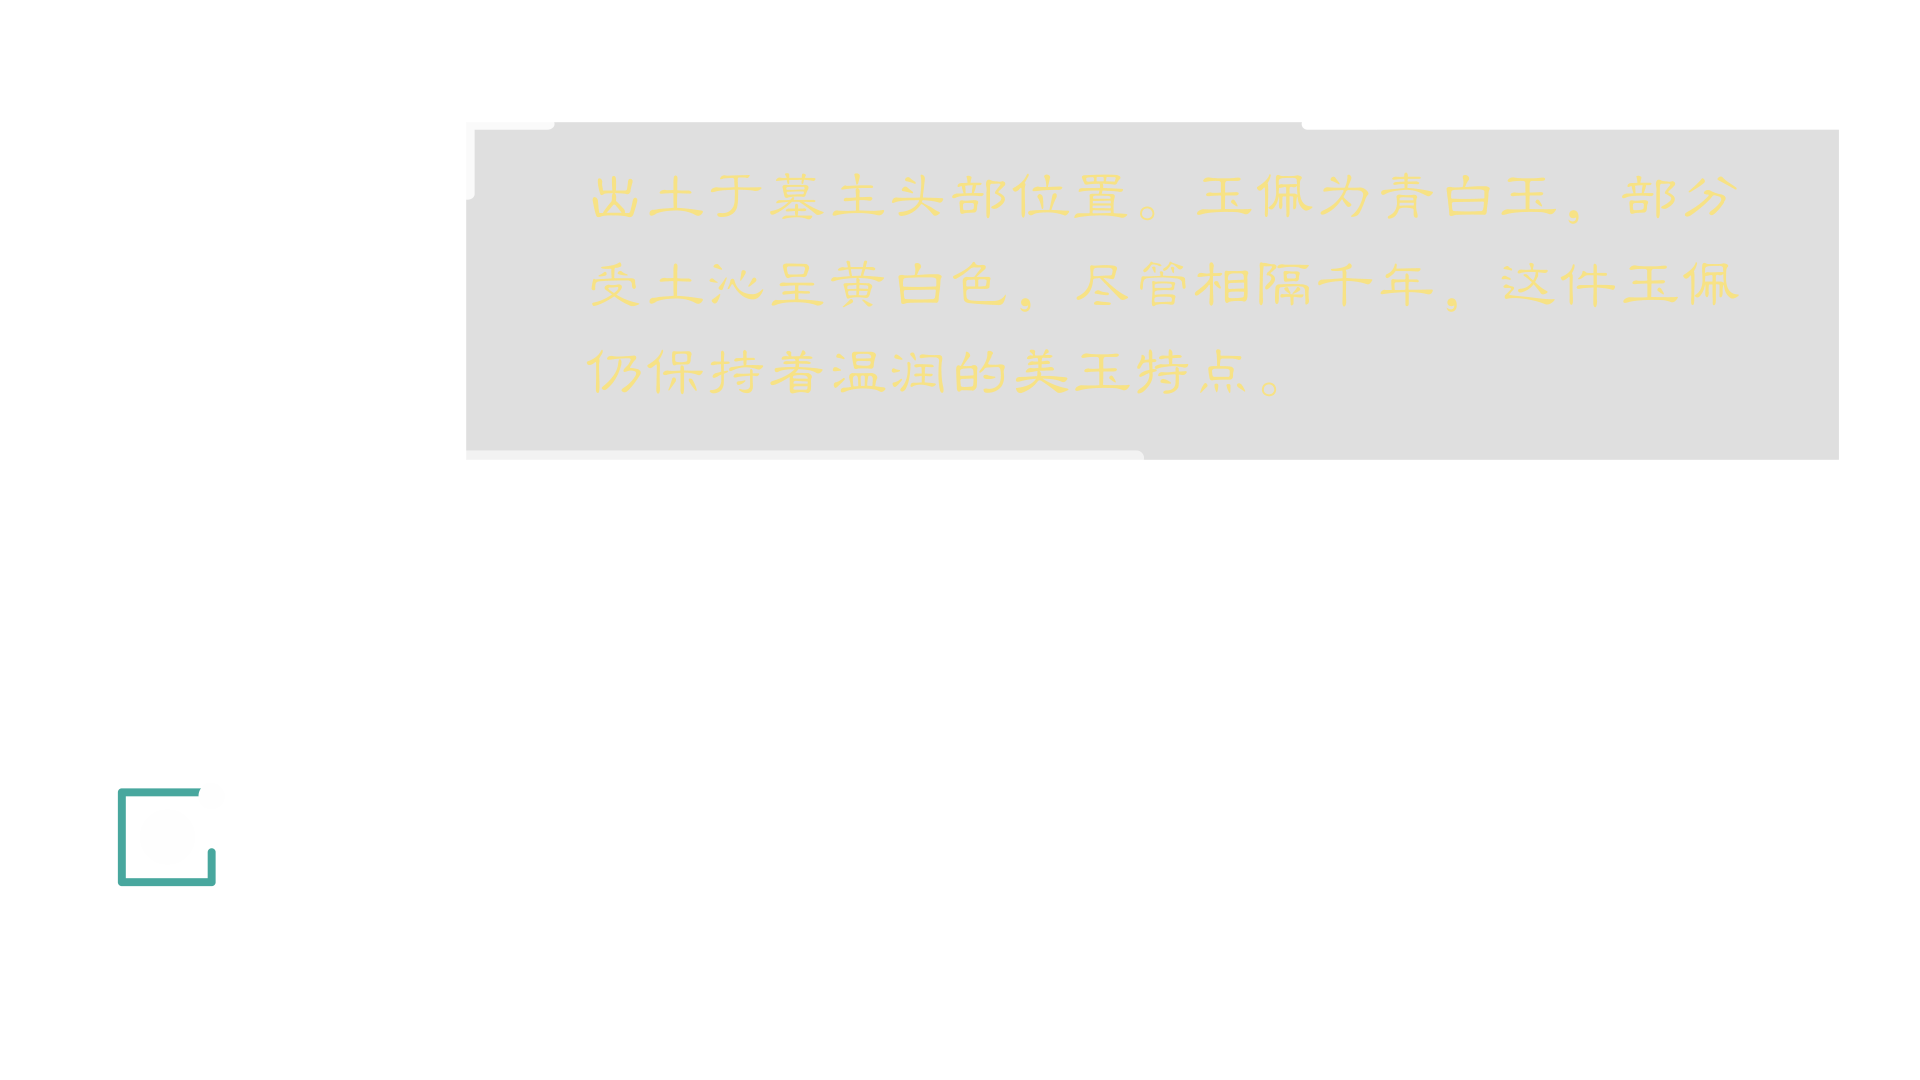 出土于墓主头部位置。玉佩为青白玉，部分
受土沁呈黄白色，尽管相隔千年，这件玉佩
仍保持着温润的美玉特点。